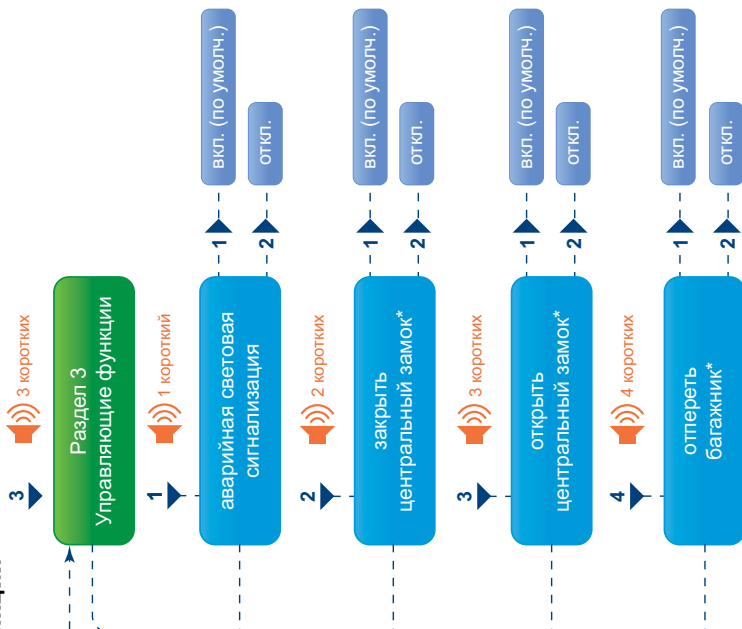 3
3 коротких
Раздел 3
Управляющие функции
1
1 короткий
аварийная световая
сигнализация
1
вкл. (по умолч.)
2
откл.
2
2 коротких
закрыть
центральный замок*
1
вкл. (по умолч.)
2
откл.
3
3 коротких
открыть
центральный замок*
1
вкл. (по умолч.)
2
откл.
4
4 коротких
отпереть
багажник*
1
вкл. (по умолч.)
2
откл.